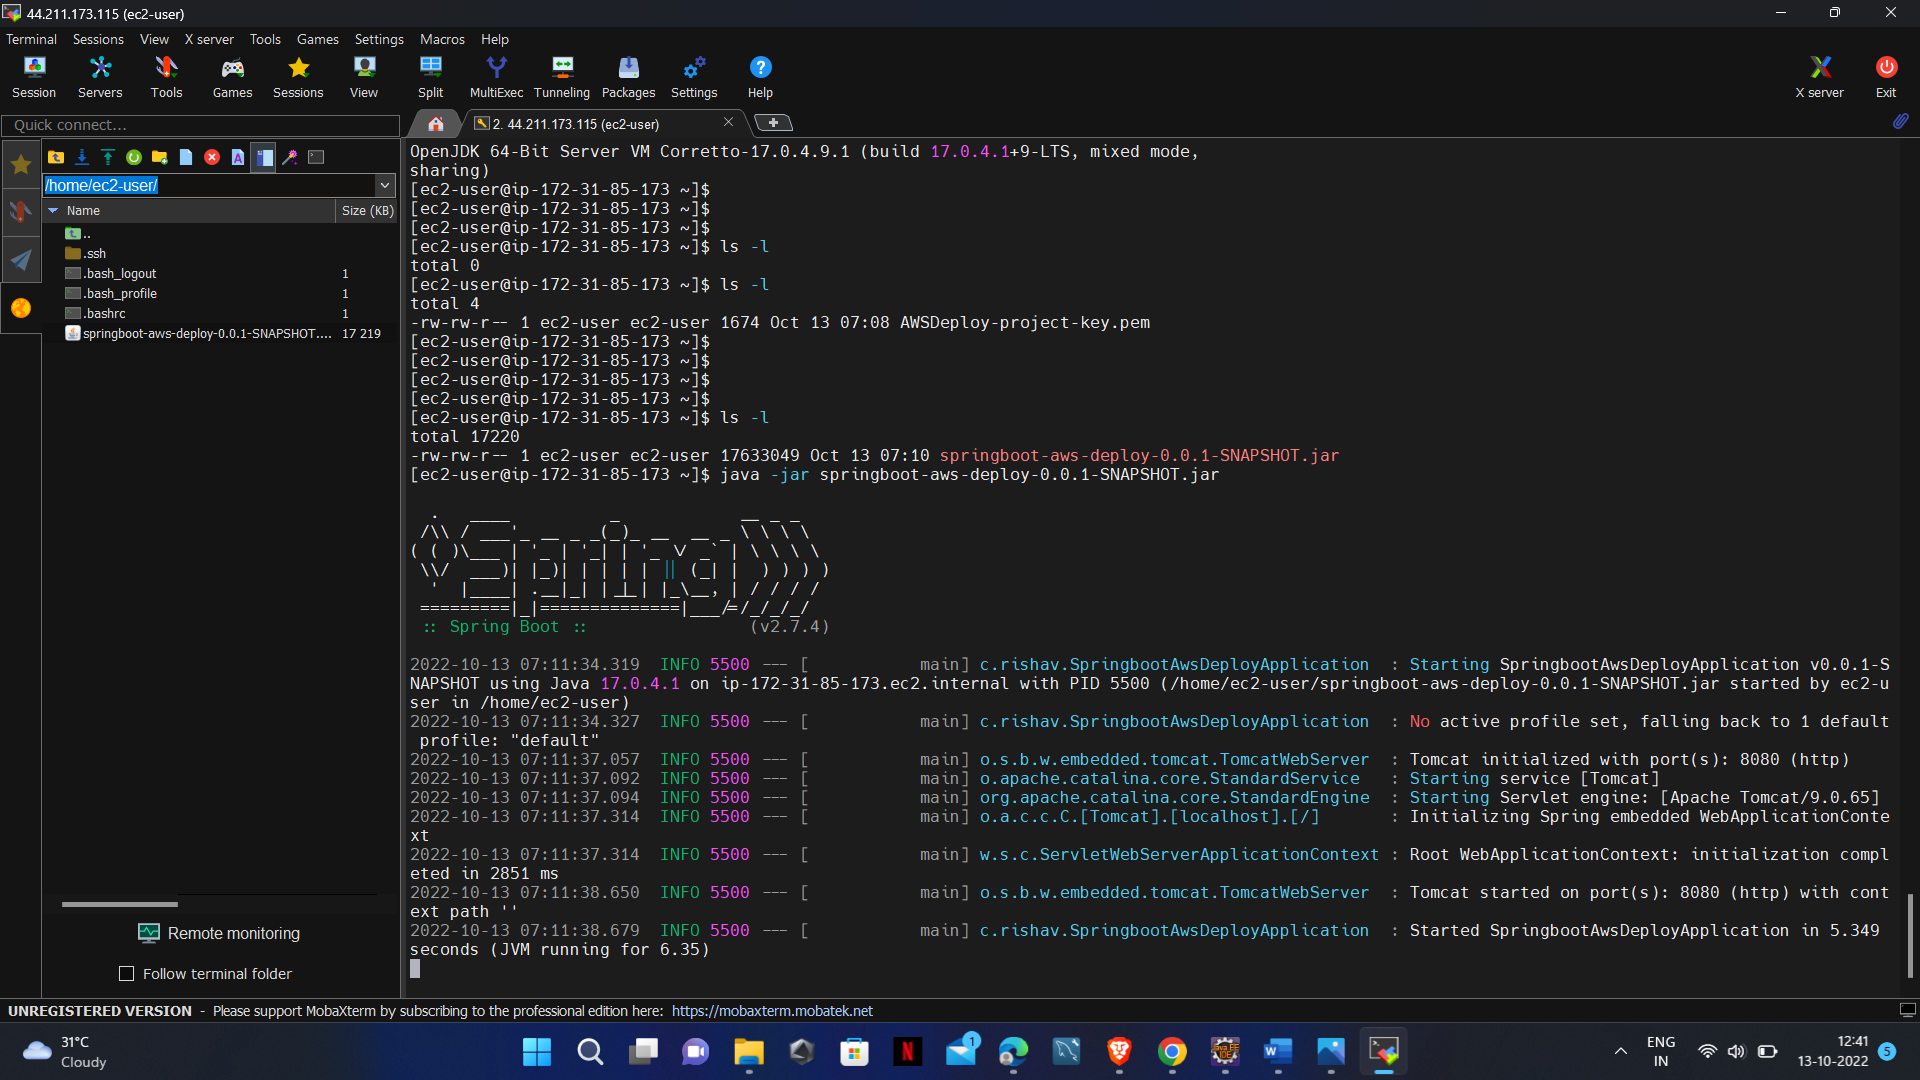 44.211.173.115 (ec2-user)
Terminal Sessions View X server Tools Games Settings Macros Help
Session Servers Tools Games Sessions View Split MultiExec Tunneling Packages Settings Help X server Exit
Quick connect...
2. 44.211.173.115 (ec2-user)
/home/ec2-user/
Name Size (KB)
..
.ssh
.bash_logout 1
.bash_profile 1
.bashrc 1
springboot-aws-deploy-0.0.1-SNAPSHOT.... 17 219
Remote monitoring
Follow terminal folder
OpenJDK 64-Bit Server VM Corretto-17.0.4.9.1 (build 17.0.4.1+9-LTS, mixed mode,
sharing)
[ec2-user@ip-172-31-85-173 ~]$
[ec2-user@ip-172-31-85-173 ~]$
[ec2-user@ip-172-31-85-173 ~]$
[ec2-user@ip-172-31-85-173 ~]$ ls -l
total 0
[ec2-user@ip-172-31-85-173 ~]$ ls -l
total 4
-rw-rw-r-- 1 ec2-user ec2-user 1674 Oct 13 07:08 AWSDeploy-project-key.pem
[ec2-user@ip-172-31-85-173 ~]$
[ec2-user@ip-172-31-85-173 ~]$
[ec2-user@ip-172-31-85-173 ~]$
[ec2-user@ip-172-31-85-173 ~]$
[ec2-user@ip-172-31-85-173 ~]$ ls -l
total 17220
-rw-rw-r-- 1 ec2-user ec2-user 17633049 Oct 13 07:10 springboot-aws-deploy-0.0.1-SNAPSHOT.jar
[ec2-user@ip-172-31-85-173 ~]$ java -jar springboot-aws-deploy-0.0.1-SNAPSHOT.jar
Spring
:: Spring Boot :: (v2.7.4)
2022-10-13 07:11:34.319 INFO 5500 --- [ main] c.rishav.SpringbootAwsDeployApplication : Starting SpringbootAwsDeployApplication v0.0.1-S
NAPSHOT using Java 17.0.4.1 on ip-172-31-85-173.ec2.internal with PID 5500 (/home/ec2-user/springboot-aws-deploy-0.0.1-SNAPSHOT.jar started by ec2-u
ser in /home/ec2-user)
2022-10-13 07:11:34.327 INFO 5500 --- [ main] c.rishav.SpringbootAwsDeployApplication : No active profile set, falling back to 1 default
profile: "default"
2022-10-13 07:11:37.057 INFO 5500 --- [ main] o.s.b.w.embedded.tomcat.TomcatWebServer : Tomcat initialized with port(s): 8080 (http)
2022-10-13 07:11:37.092 INFO 5500 --- [ main] o.apache.catalina.core.StandardService : Starting service [Tomcat]
2022-10-13 07:11:37.094 INFO 5500 --- [ main] org.apache.catalina.core.StandardEngine : Starting Servlet engine: [Apache Tomcat/9.0.65]
2022-10-13 07:11:37.314 INFO 5500 --- [ main] o.a.c.c.C.[Tomcat].[localhost].[/] : Initializing Spring embedded WebApplicationConte
xt
2022-10-13 07:11:37.314 INFO 5500 --- [ main] w.s.c.ServletWebServerApplicationContext : Root WebApplicationContext: initialization compl
eted in 2851 ms
2022-10-13 07:11:38.650 INFO 5500 --- [ main] o.s.b.w.embedded.tomcat.TomcatWebServer : Tomcat started on port(s): 8080 (http) with cont
ext path ''
2022-10-13 07:11:38.679 INFO 5500 --- [ main] c.rishav.SpringbootAwsDeployApplication : Started SpringbootAwsDeployApplication in 5.349
seconds (JVM running for 6.35)
UNREGISTERED VERSION - Please support MobaXterm by subscribing to the professional edition here: https://mobaxterm.mobatek.net
31°C
Cloudy
1
ENG
IN
12:41
13-10-2022
5